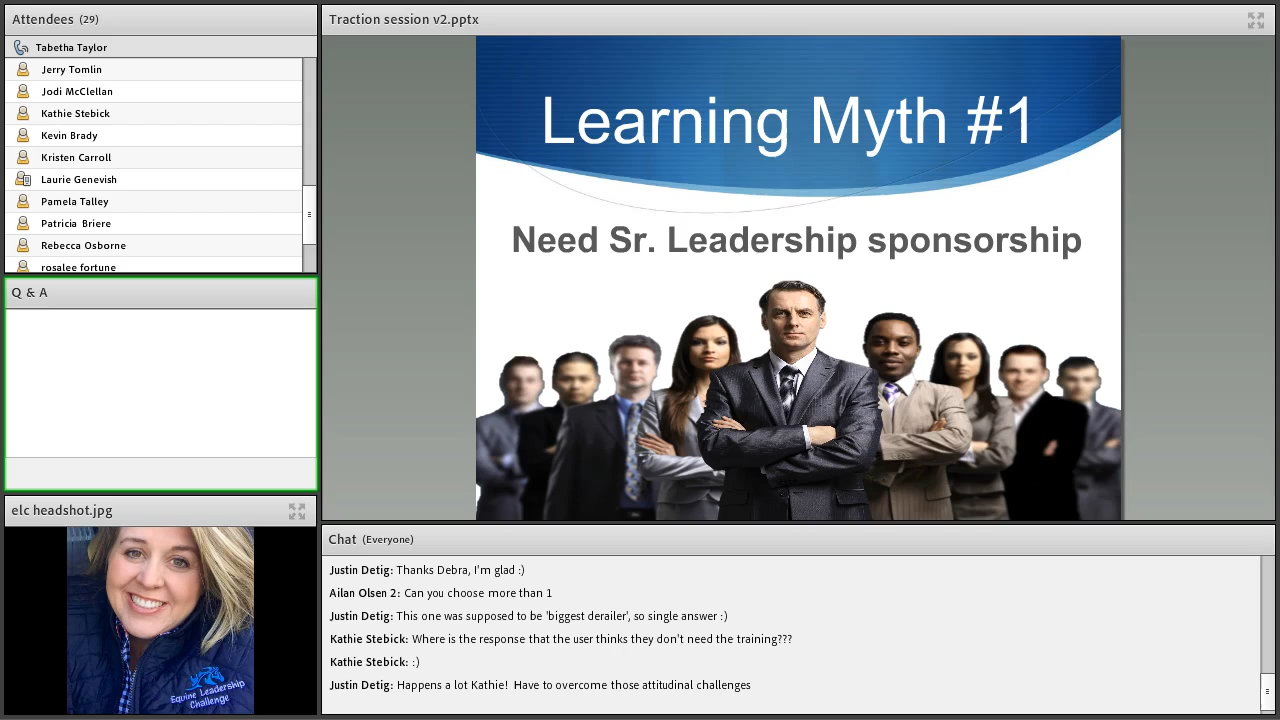 Attendees (29)
Tabetha Taylor
Jerry Tomlin
Jodi McClellan
Kathie Stebick
Kevin Brady
Kristen Carroll
Laurie Genevish
Pamela Talley
Patricia Briere
Rebecca Osborne
rosalee fortune
Q & A
elc headshot.jpg
Equine Leadership
Challenge
Traction session v2.pptx
Learning Myth #1
Need Sr. Leadership sponsorship
Chat (Everyone)
Justin Detig: Thanks Debra, I'm glad :)
Ailan Olsen 2: Can you choose more than 1
Justin Detig: This one was supposed to be 'biggest derailer', so single answer :)
Kathie Stebick: Where is the response that the user thinks they don't need the training???
Kathie Stebick: :)
Justin Detig: Happens a lot Kathie! Have to overcome those attitudinal challenges